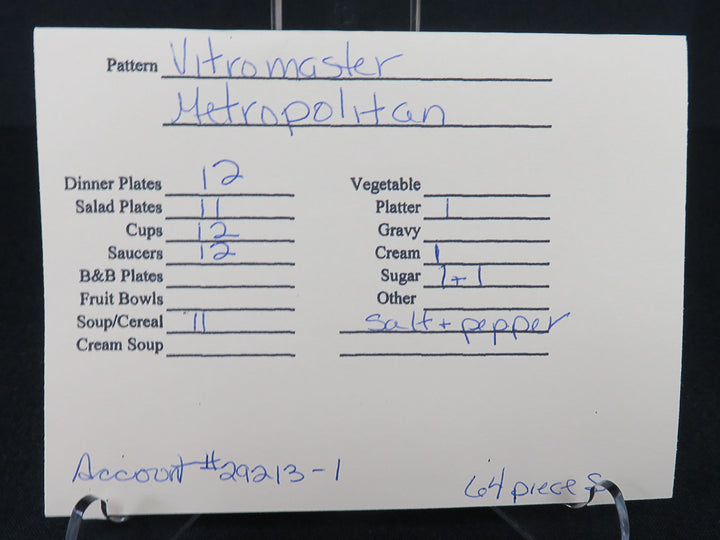 Pattern Vitromaster
Metropolitan
Dinner Plates 12
Salad Plates 11
Cups 12
Saucers 12
B&B Plates
Fruit Bowls
Soup/Cereal 11
Cream Soup
Vegetable
Platter 1
Gravy
Cream 1
Sugar 1+1
Other
Salt + pepper
Account #29213-1
64 pieces